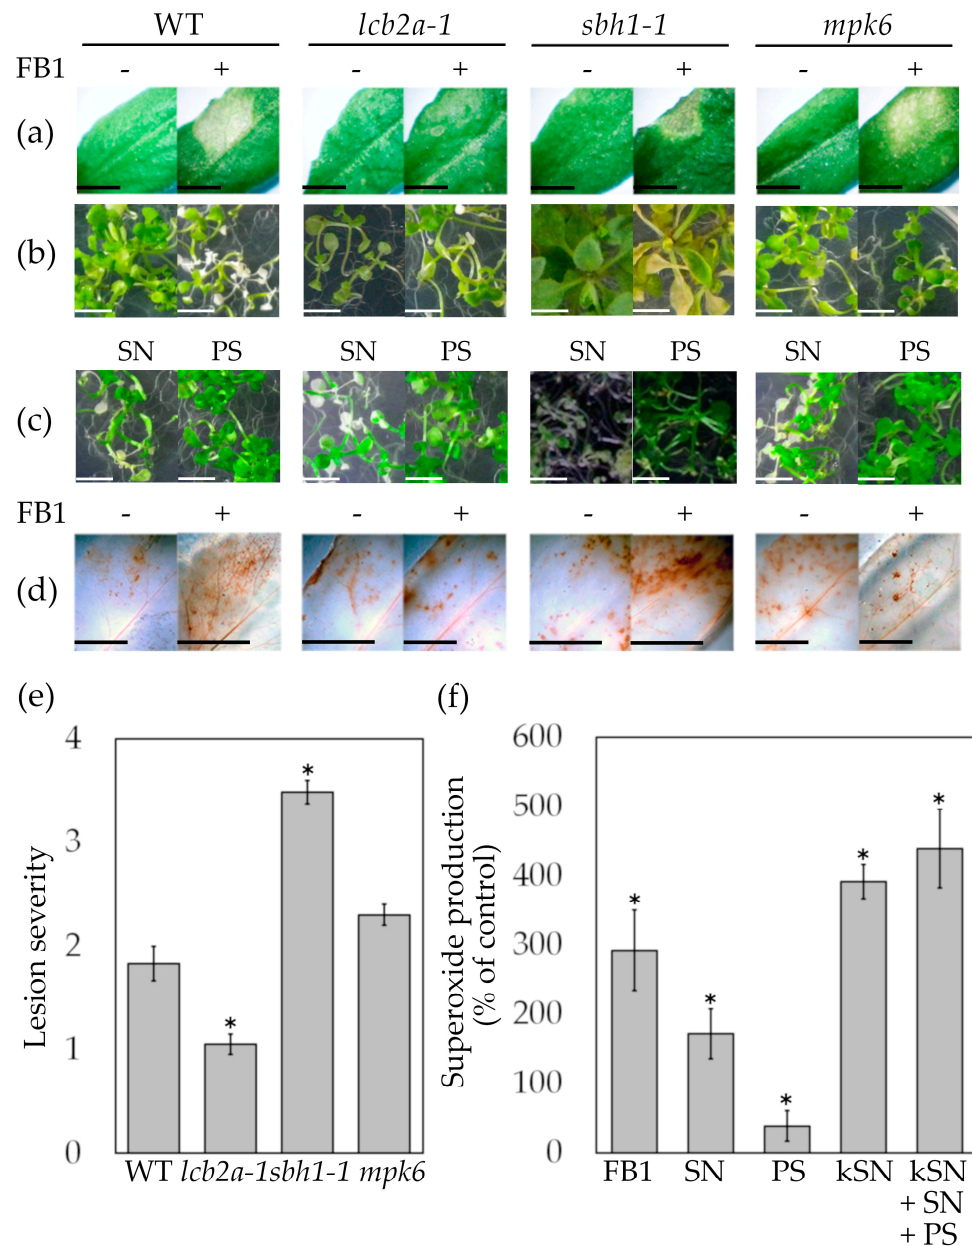 WT lcb2a-1 sbh1-1 mpk6
FB1 - + - + - + - +
(a)
(b)
SN PS SN PS SN PS SN PS
(c)
FB1 - + - + - + - +
(d)
(e)
Lesion severity
4
3
2
1
0
* *
WT lcb2a-1 sbh1-1 mpk6
(f)
Superoxide production
(% of control)
600
500
400
300
200
100
0
* * * * *
FB1 SN PS kSN kSN
+ SN
+ PS